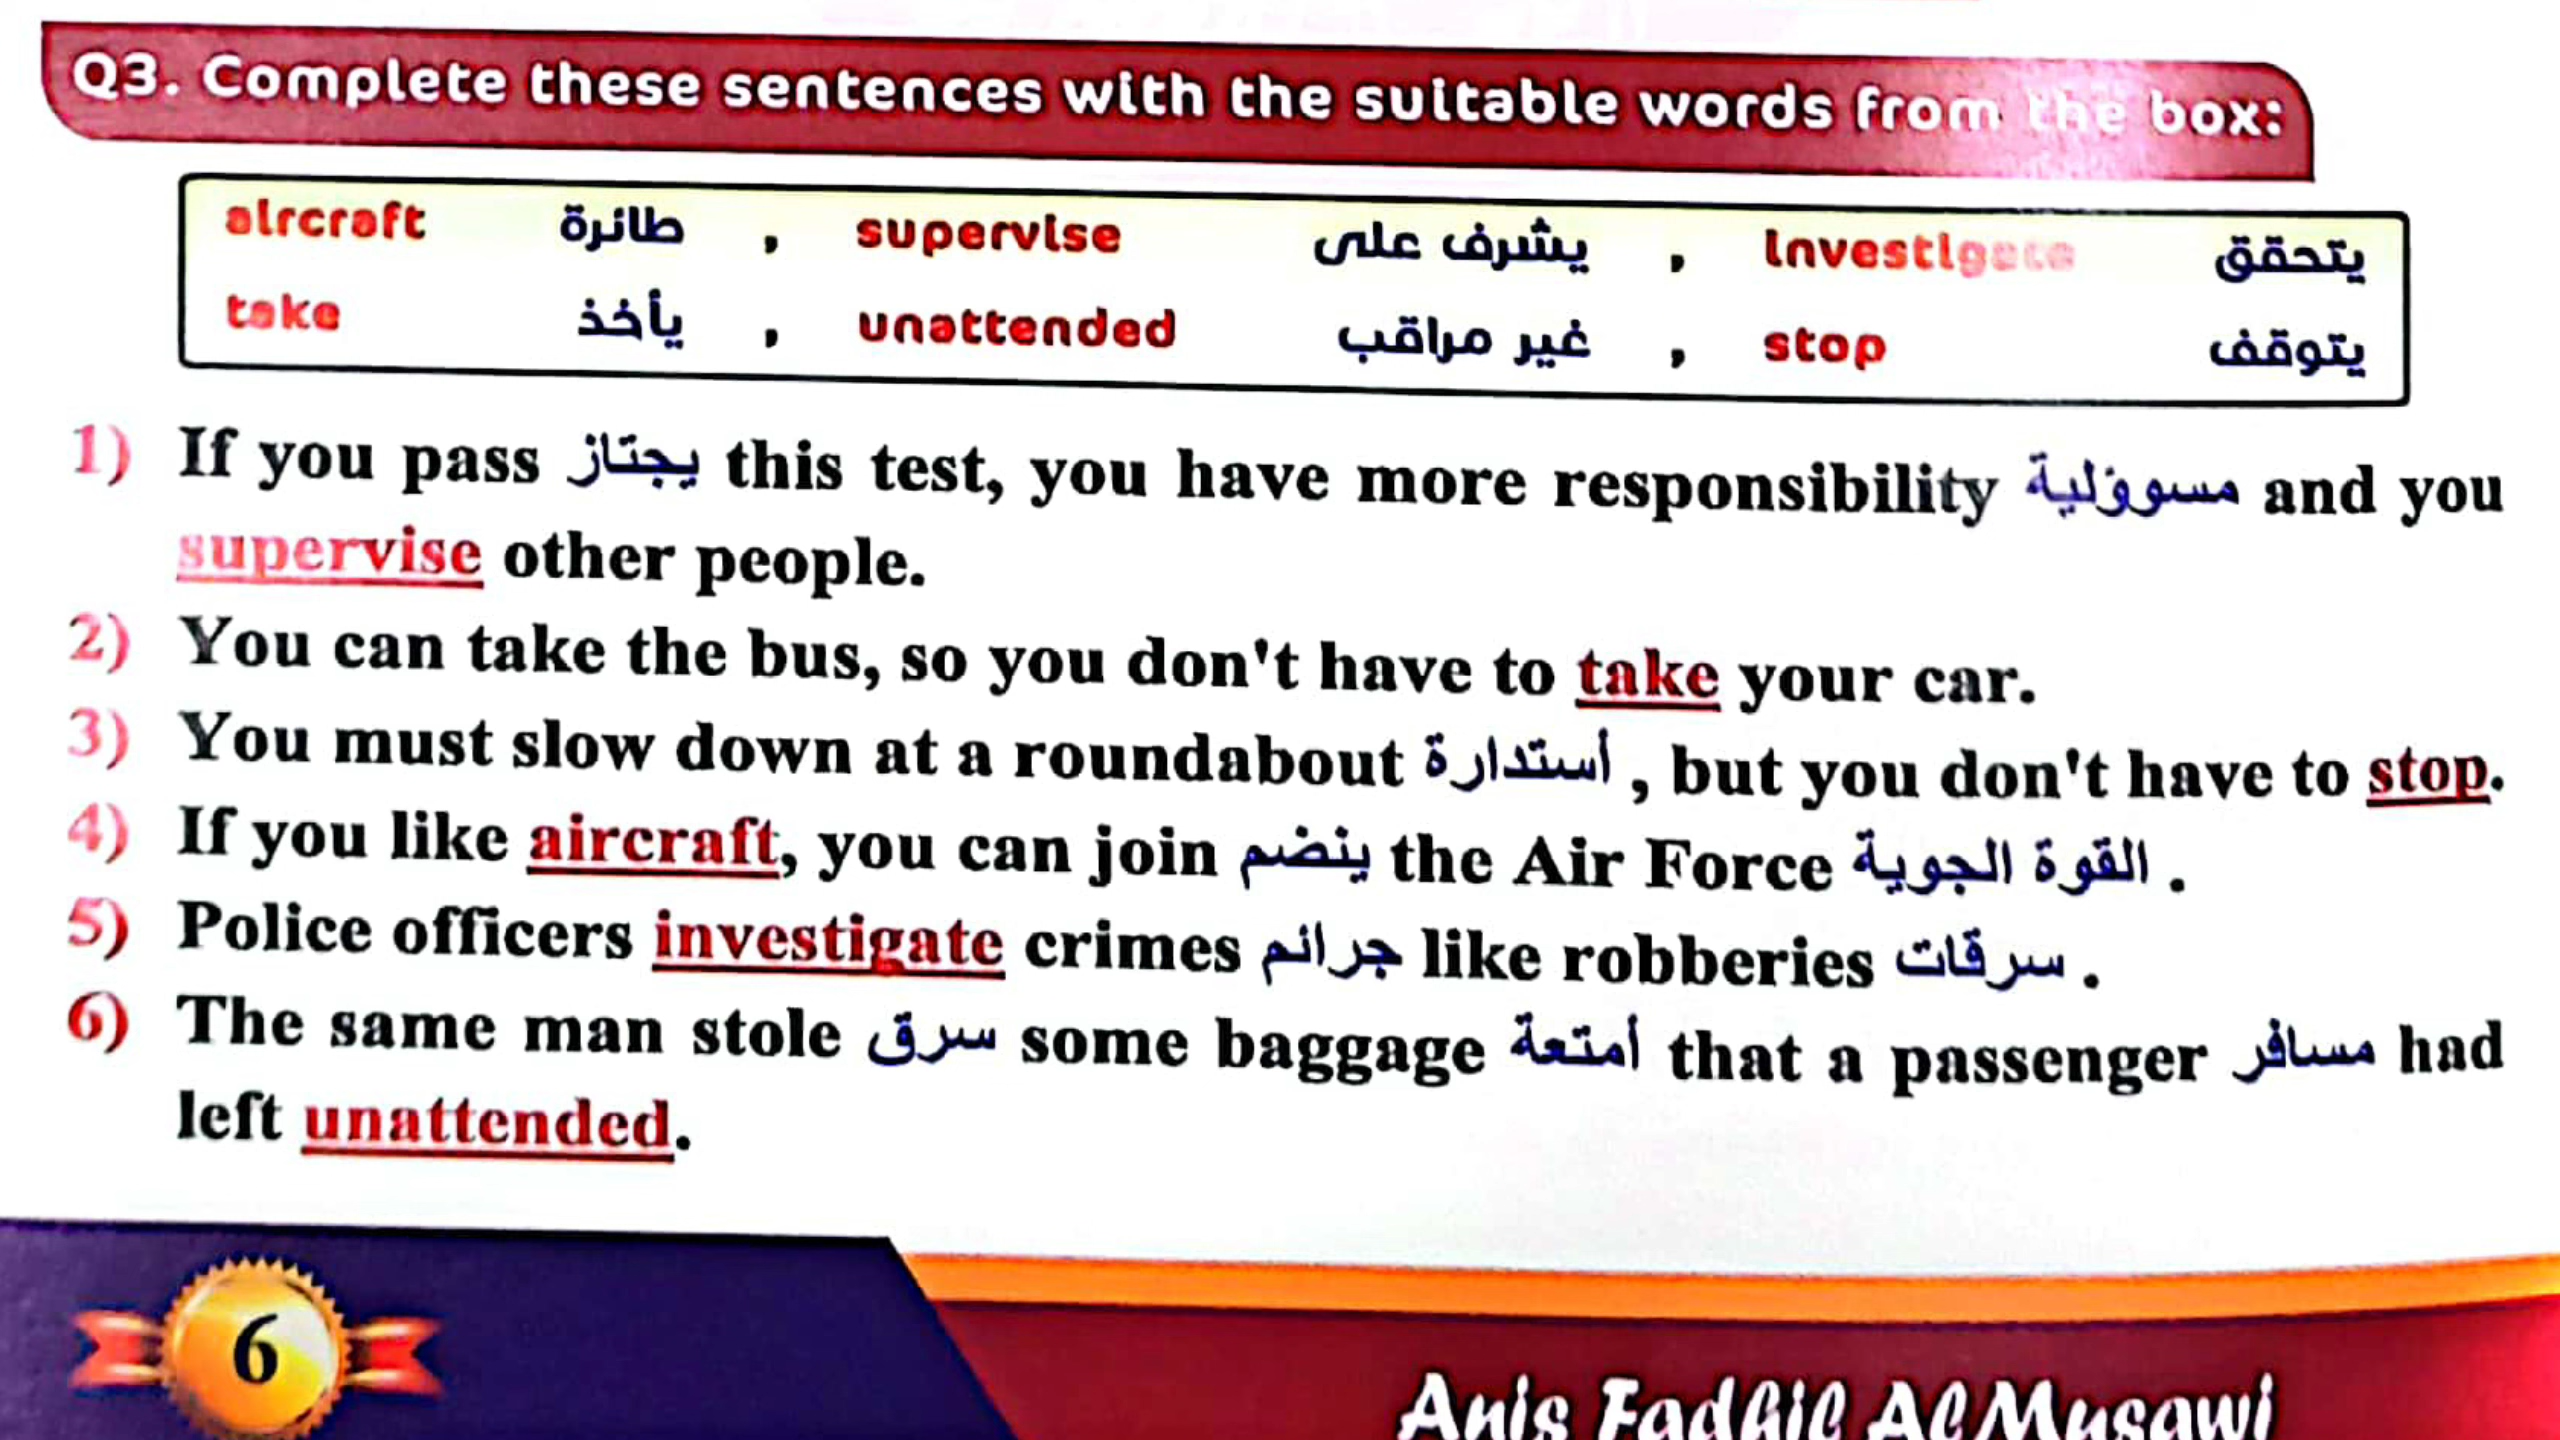 Q3. Complete these sentences with the suitable words from the box:
aircraft طائرة , supervise يشرف على , investigate يتحقق
take يأخذ , unattended غير مراقب , stop يتوقف
1) If you pass يجتاز this test, you have more responsibility مسوؤلية and you
supervise other people.
2) You can take the bus, so you don't have to take your car.
3) You must slow down at a roundabout أستدارة , but you don't have to stop.
4) If you like aircraft, you can join ينضم the Air Force القوة الجوية .
5) Police officers investigate crimes جرائم like robberies سرقات .
6) The same man stole سرق some baggage أمتعة that a passenger مسافر had
left unattended.
6
Anis Fadhil Al Musawi